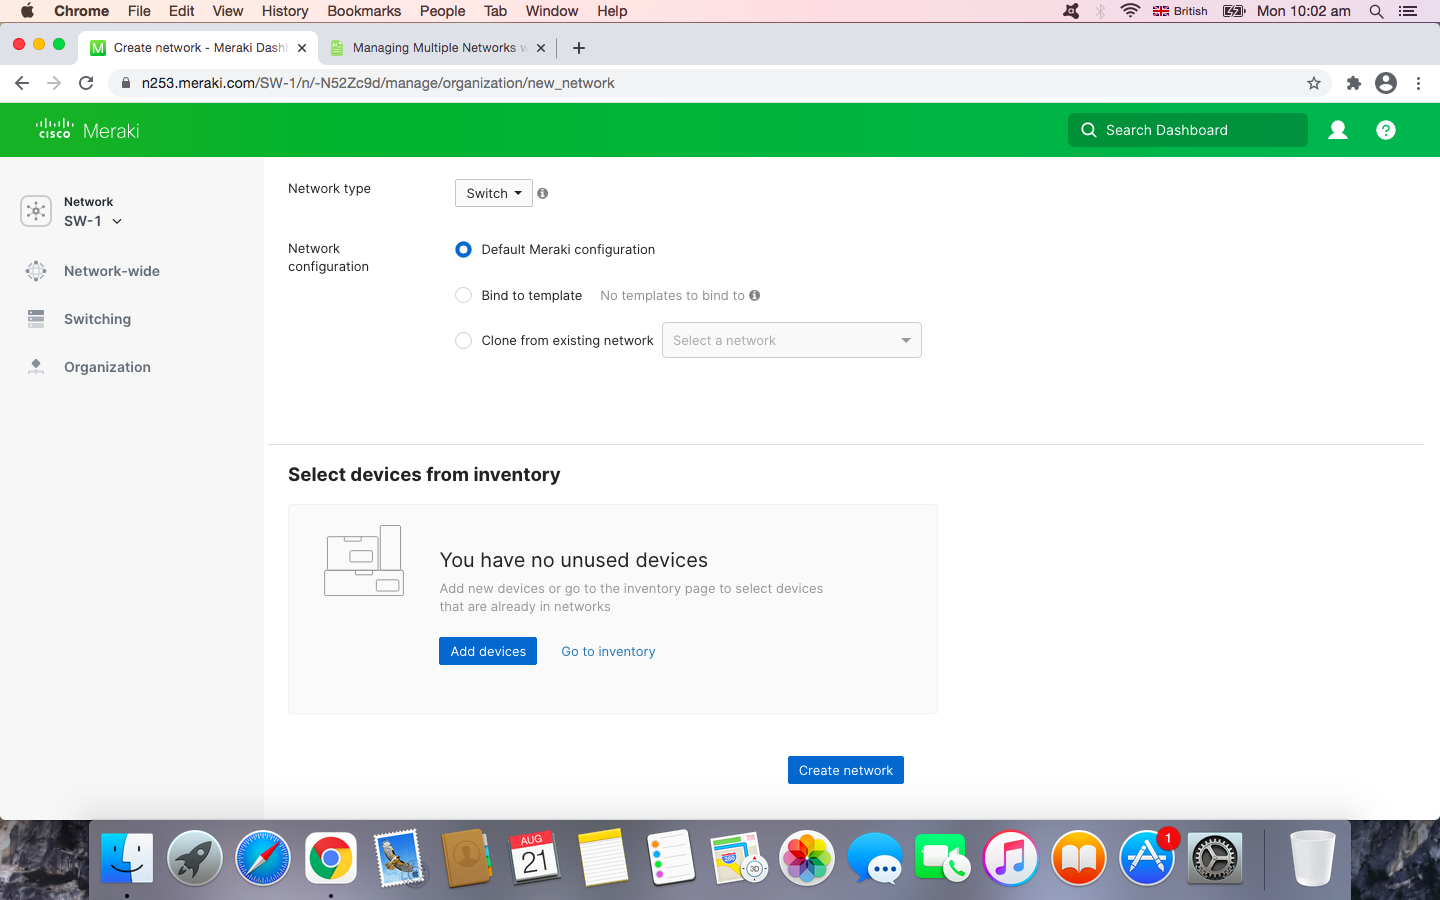 Chrome File Edit View History Bookmarks People Tab Window Help British Mon 10:02 am
Create network - Meraki Dash
Managing Multiple Networks w
n253.meraki.com/SW-1/n/-N52Zc9d/manage/organization/new_network
cisco Meraki
Search Dashboard
Network
SW-1
Network-wide
Switching
Organization
Network type
Switch
Network
configuration
Default Meraki configuration
Bind to template No templates to bind to
Clone from existing network Select a network
Select devices from inventory
You have no unused devices
Add new devices or go to the inventory page to select devices
that are already in networks
Add devices Go to inventory
Create network
AUG
21
280
3D
1